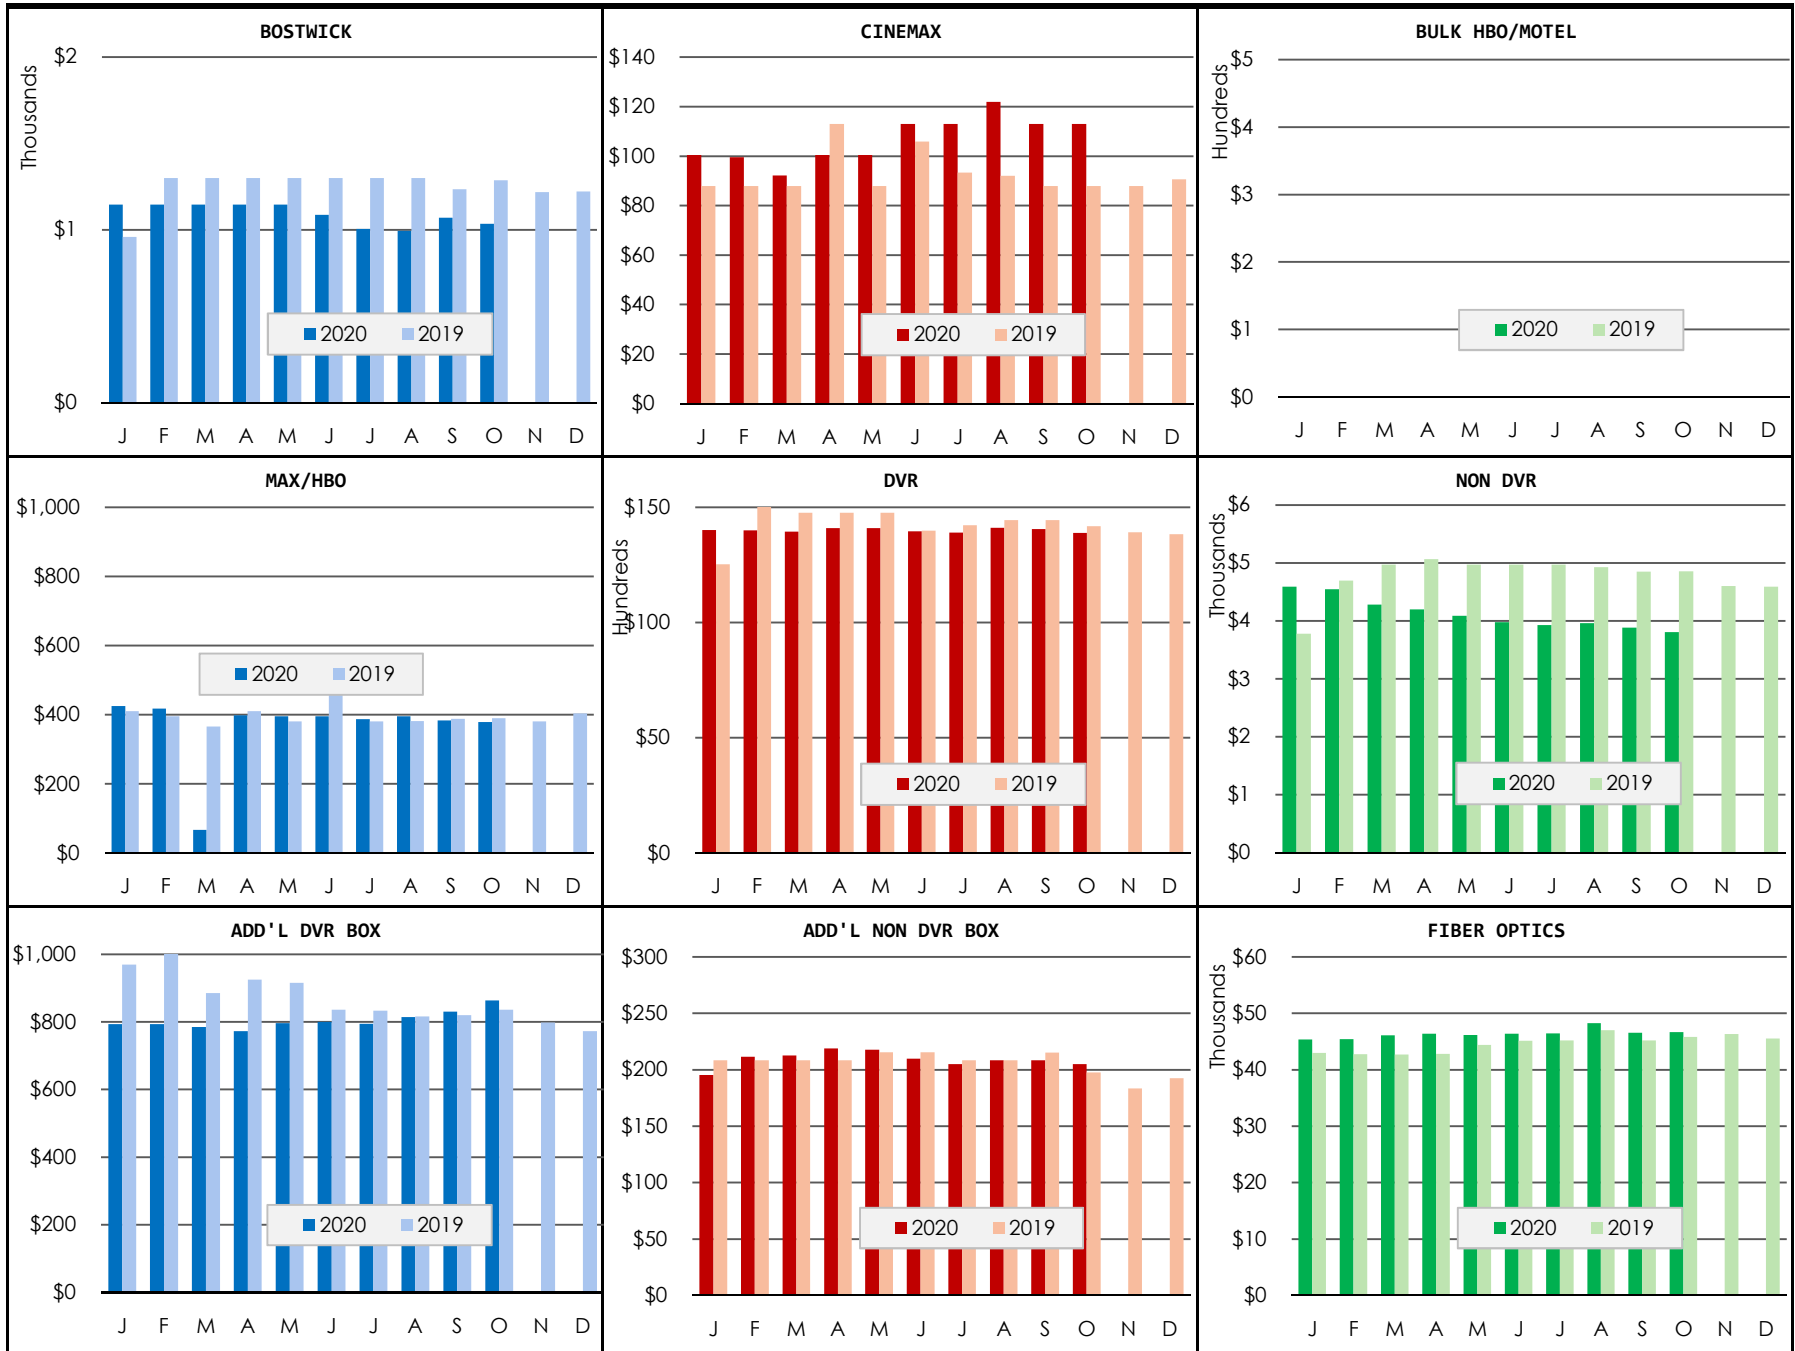 BOSTWICK
Thousands
$2
$1
$0
2020 2019
J F M A M J J A S O N D
CINEMAX
$140
$120
$100
$80
$60
$40
$20
$0
2020 2019
J F M A M J J A S O N D
BULK HBO/MOTEL
Hundreds
$5
$4
$3
$2
$1
$0
2020 2019
J F M A M J J A S O N D
MAX/HBO
$1,000
$800
$600
$400
$200
$0
2020 2019
J F M A M J J A S O N D
DVR
Hundreds
$150
$100
$50
$0
2020 2019
J F M A M J J A S O N D
NON DVR
Thousands
$6
$5
$4
$3
$2
$1
$0
2020 2019
J F M A M J J A S O N D
ADD'L DVR BOX
$1,000
$800
$600
$400
$200
$0
2020 2019
J F M A M J J A S O N D
ADD'L NON DVR BOX
$300
$250
$200
$150
$100
$50
$0
2020 2019
J F M A M J J A S O N D
FIBER OPTICS
Thousands
$60
$50
$40
$30
$20
$10
$0
2020 2019
J F M A M J J A S O N D